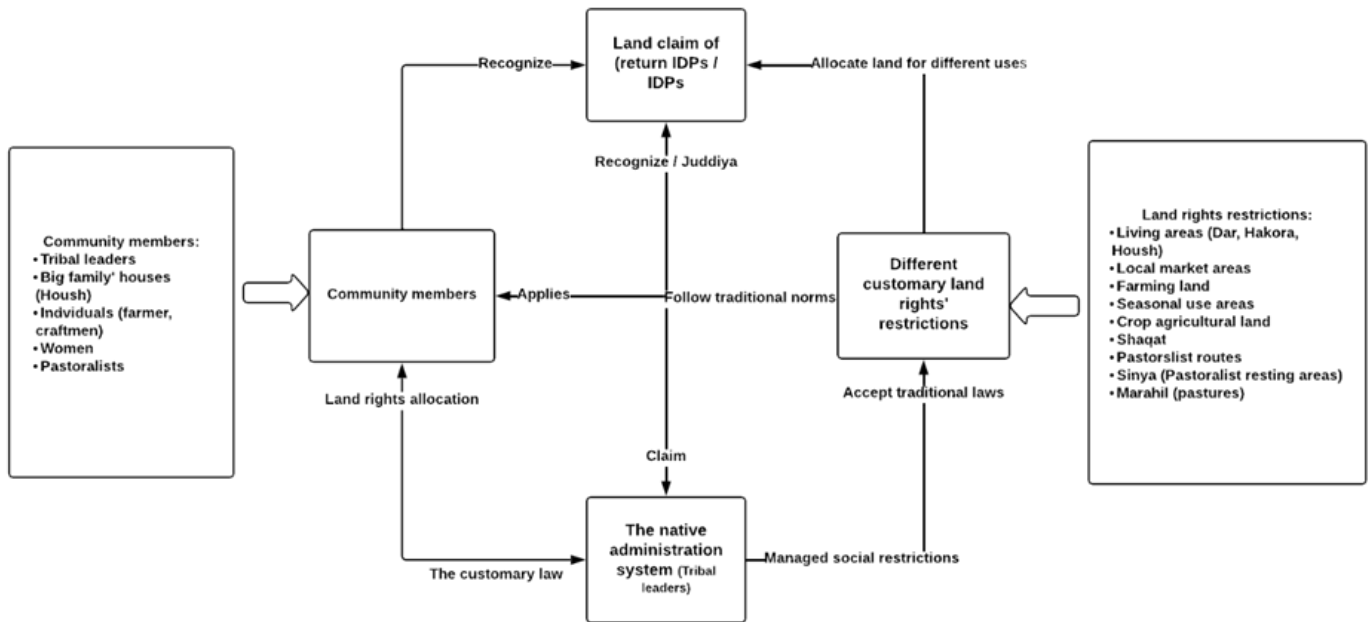 Land claim of
(return IDPs /
IDPs
Recognize
Allocate land for different uses
Recognize / Juddiya
Community members:
• Tribal leaders
• Big family' houses
(Housh)
• Indviduals (farmer,
craftmen)
• Women
• Pastoralists
Community members
Applies
Follow traditional norms
Different
customary land
rights'
restrictions
Land rights restrictions:
• Living areas (Dar, Hakora,
Housh)
• Local market areas
• Farming land
• Seasonal use areas
• Crop agricultural land
• Shaqat
• Pastorslist routes
• Sinya (Pastoralist resting areas)
• Marahil (pastures)
Land rights allocation
Accept traditional laws
Claim
The native
administration
system (Tribal
leaders)
The customary law
Managed social restrictions